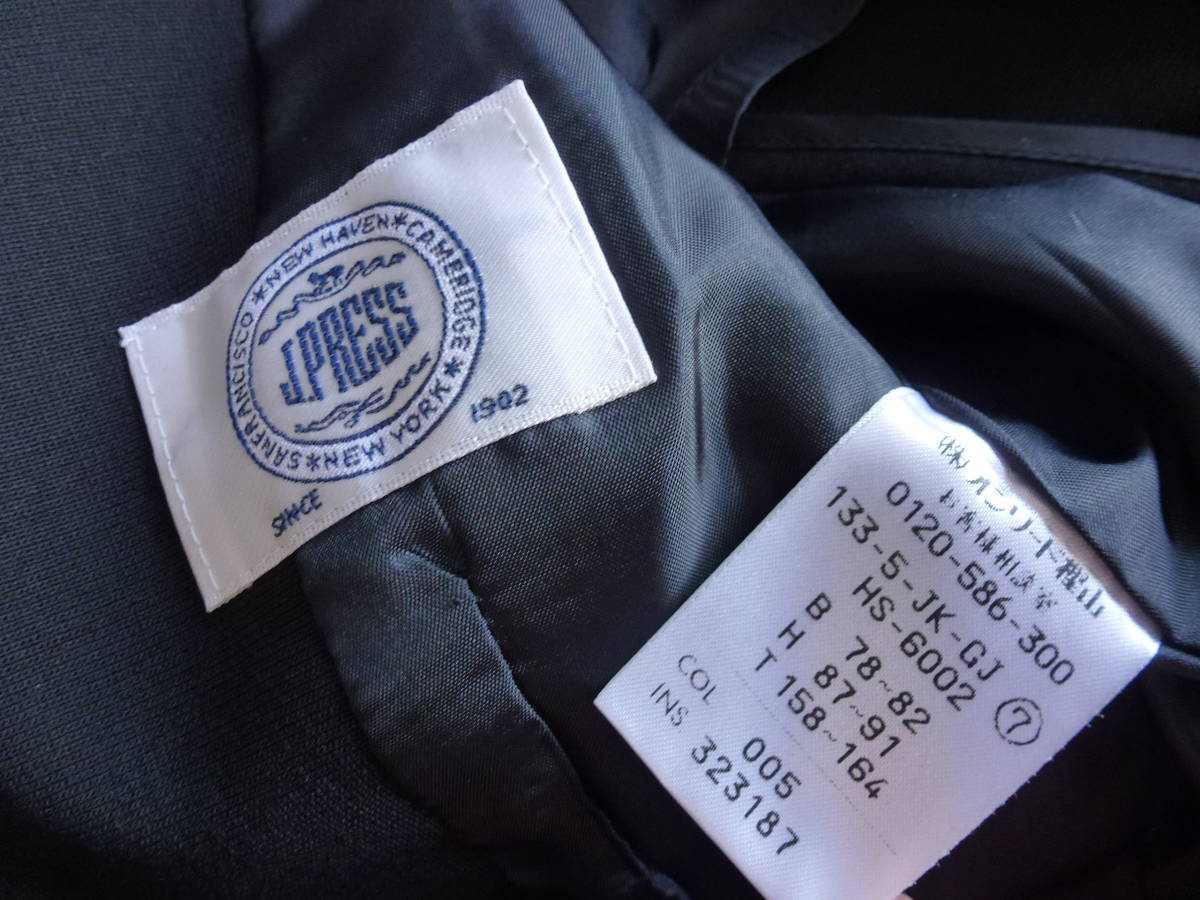 *NEW HAVEN*CAMBRIDGE*
SANFRANCISCO*NEW YORK*
J.PRESS
SINCE 1902
(株)オンワード樫山
お客様相談室
0120-586-300
133-5-JK-GJ
HS-6002 ⑦
B 78~82
H 87~91
T 158~164
COL 005
INS 323187